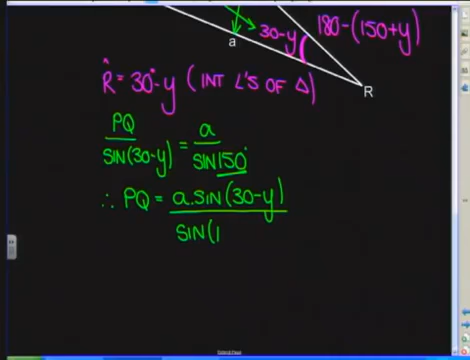 30-y
180-(150+y)
a
R
R̂ = 30°-y (INT L'S OF Δ)
PQ / SIN(30-y) = a / SIN150°
∴ PQ = a.SIN(30-y)
SIN(1